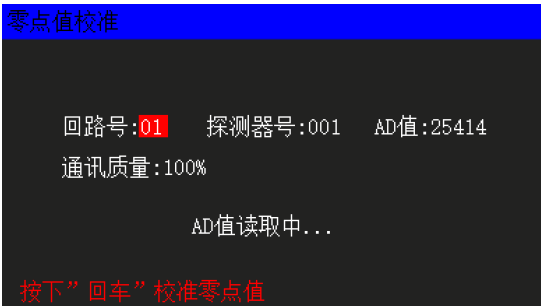 零点值校准
回路号:01 探测器号:001 AD值:25414
通讯质量:100%
AD值读取中...
按下”回车”校准零点值